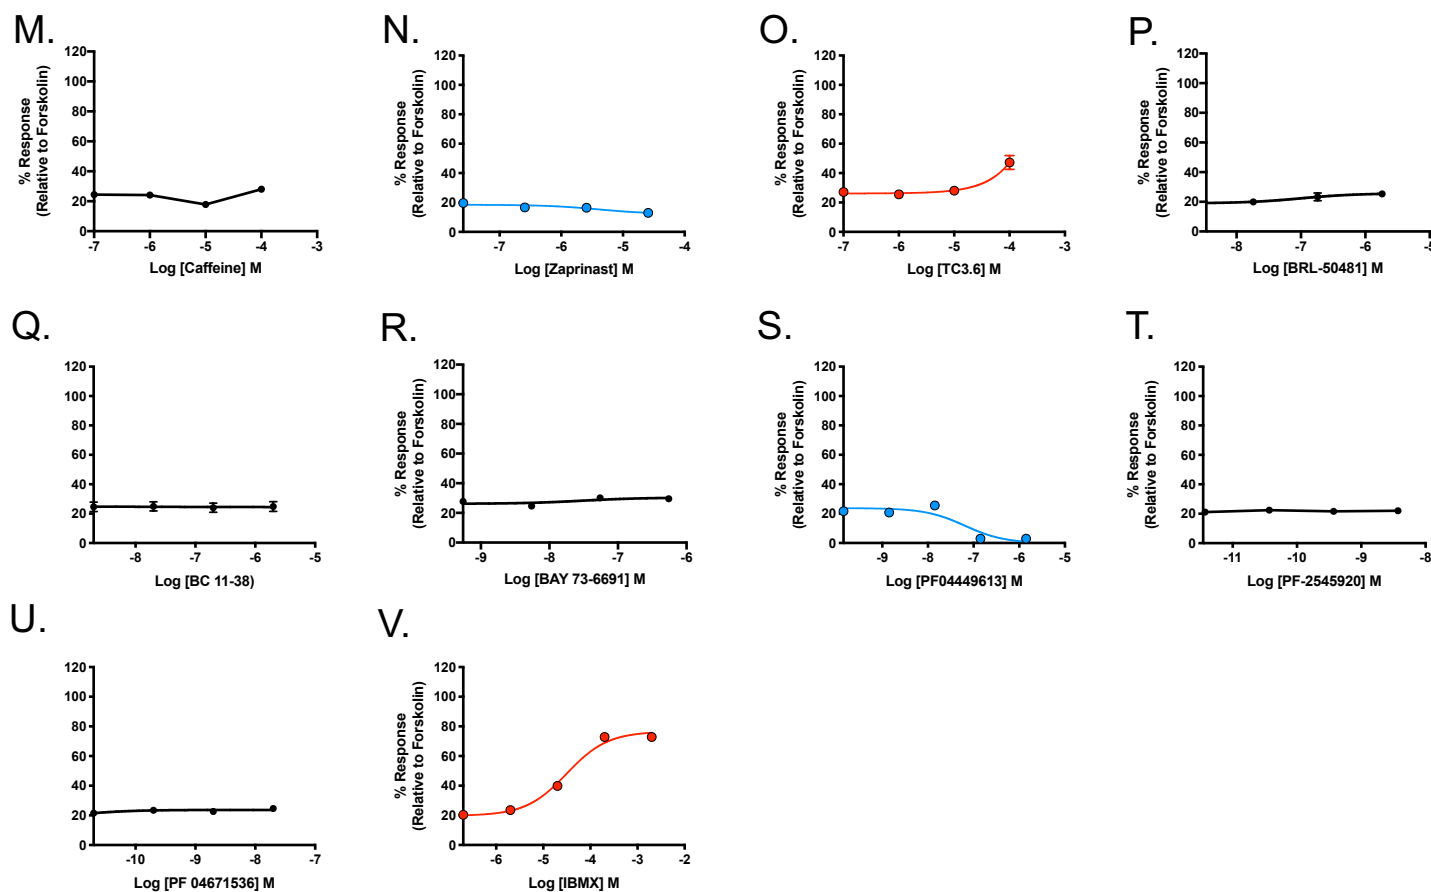 M.
% Response
(Relative to Forskolin)
120
100
80
60
40
20
0
-7 -6 -5 -4 -3
Log [Caffeine] M
N.
% Response
(Relative to Forskolin)
120
100
80
60
40
20
0
-7 -6 -5 -4
Log [Zaprinast] M
O.
% Response
(Relative to Forskolin)
120
100
80
60
40
20
0
-7 -6 -5 -4 -3
Log [TC3.6] M
P.
% Response
(Relative to Forskolin)
120
100
80
60
40
20
0
-8 -7 -6 -5
Log [BRL-50481] M
Q.
120
100
80
60
40
20
0
-8 -7 -6 -5
Log [BC 11-38)
R.
% Response
(Relative to Forskolin)
120
100
80
60
40
20
0
-9 -8 -7 -6
Log [BAY 73-6691] M
S.
% Response
(Relative to Forskolin)
120
100
80
60
40
20
0
-9 -8 -7 -6 -5
Log [PF04449613] M
T.
% Response
(Relative to Forskolin)
120
100
80
60
40
20
0
-11 -10 -9 -8
Log [PF-2545920] M
U.
120
100
80
60
40
20
0
-10 -9 -8 -7
Log [PF 04671536] M
V.
% Response
(Relative to Forskolin)
120
100
80
60
40
20
0
-6 -5 -4 -3 -2
Log [IBMX] M